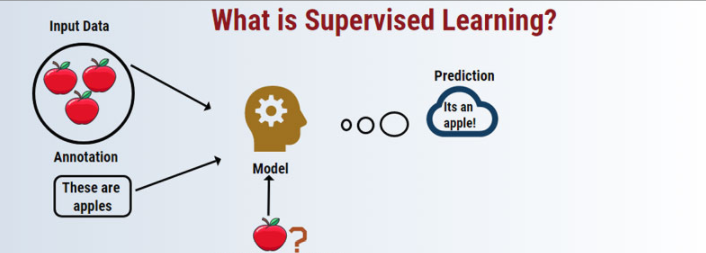 What is Supervised Learning?
Input Data
Annotation
These are
apples
Model
?
Prediction
Its an
apple!